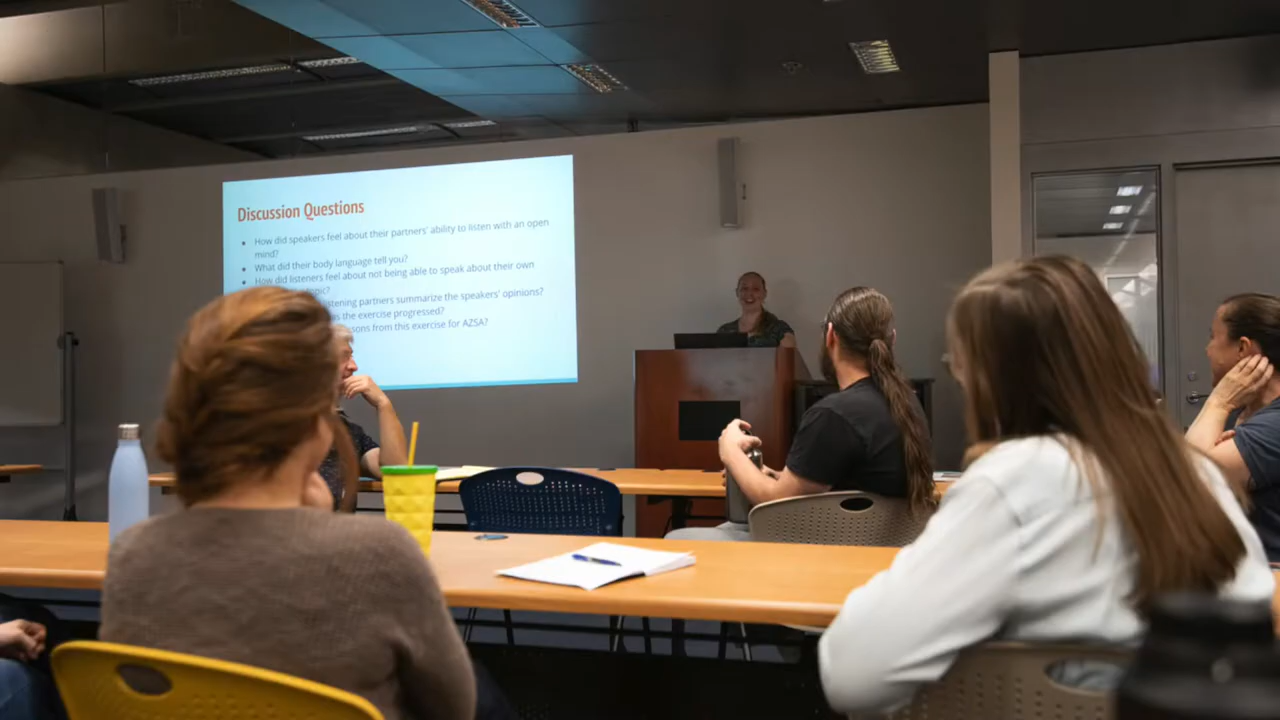 Discussion Questions
• How did speakers feel about their partners' ability to listen with an open
mind?
• What did their body language tell you?
• How did listeners feel about not being able to speak about their own
topic?
listening partners summarize the speakers' opinions?
the exercise progressed?
from this exercise for AZSA?